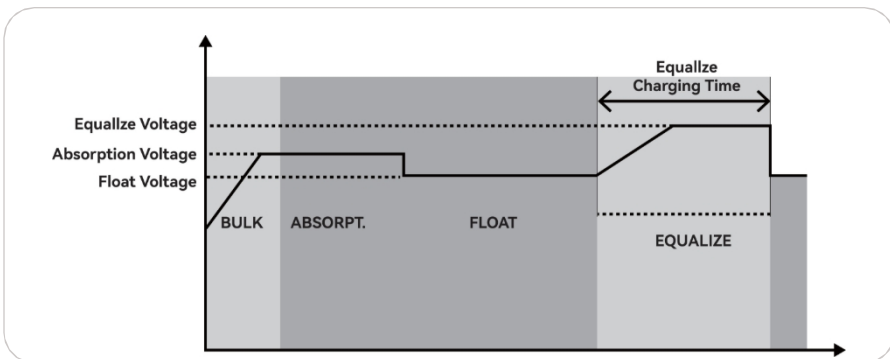 Equallze
Charging Time
Equallze Voltage
Absorption Voltage
Float Voltage
BULK
ABSORPT.
FLOAT
EQUALIZE